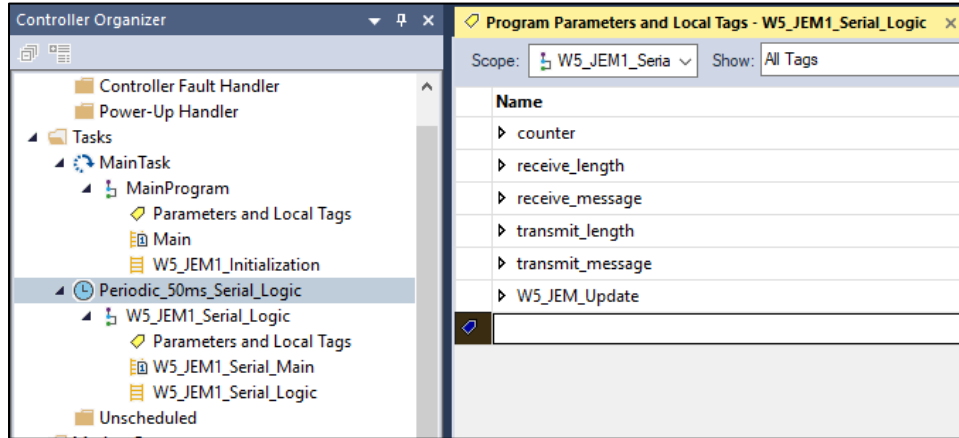 Controller Organizer
Controller Fault Handler
Power-Up Handler
Tasks
MainTask
MainProgram
Parameters and Local Tags
Main
W5_JEM1_Initialization
Periodic_50ms_Serial_Logic
W5_JEM1_Serial_Logic
Parameters and Local Tags
W5_JEM1_Serial_Main
W5_JEM1_Serial_Logic
Unscheduled
Program Parameters and Local Tags - W5_JEM1_Serial_Logic
Scope: W5_JEM1_Seria Show: All Tags
Name
counter
receive_length
receive_message
transmit_length
transmit_message
W5_JEM_Update